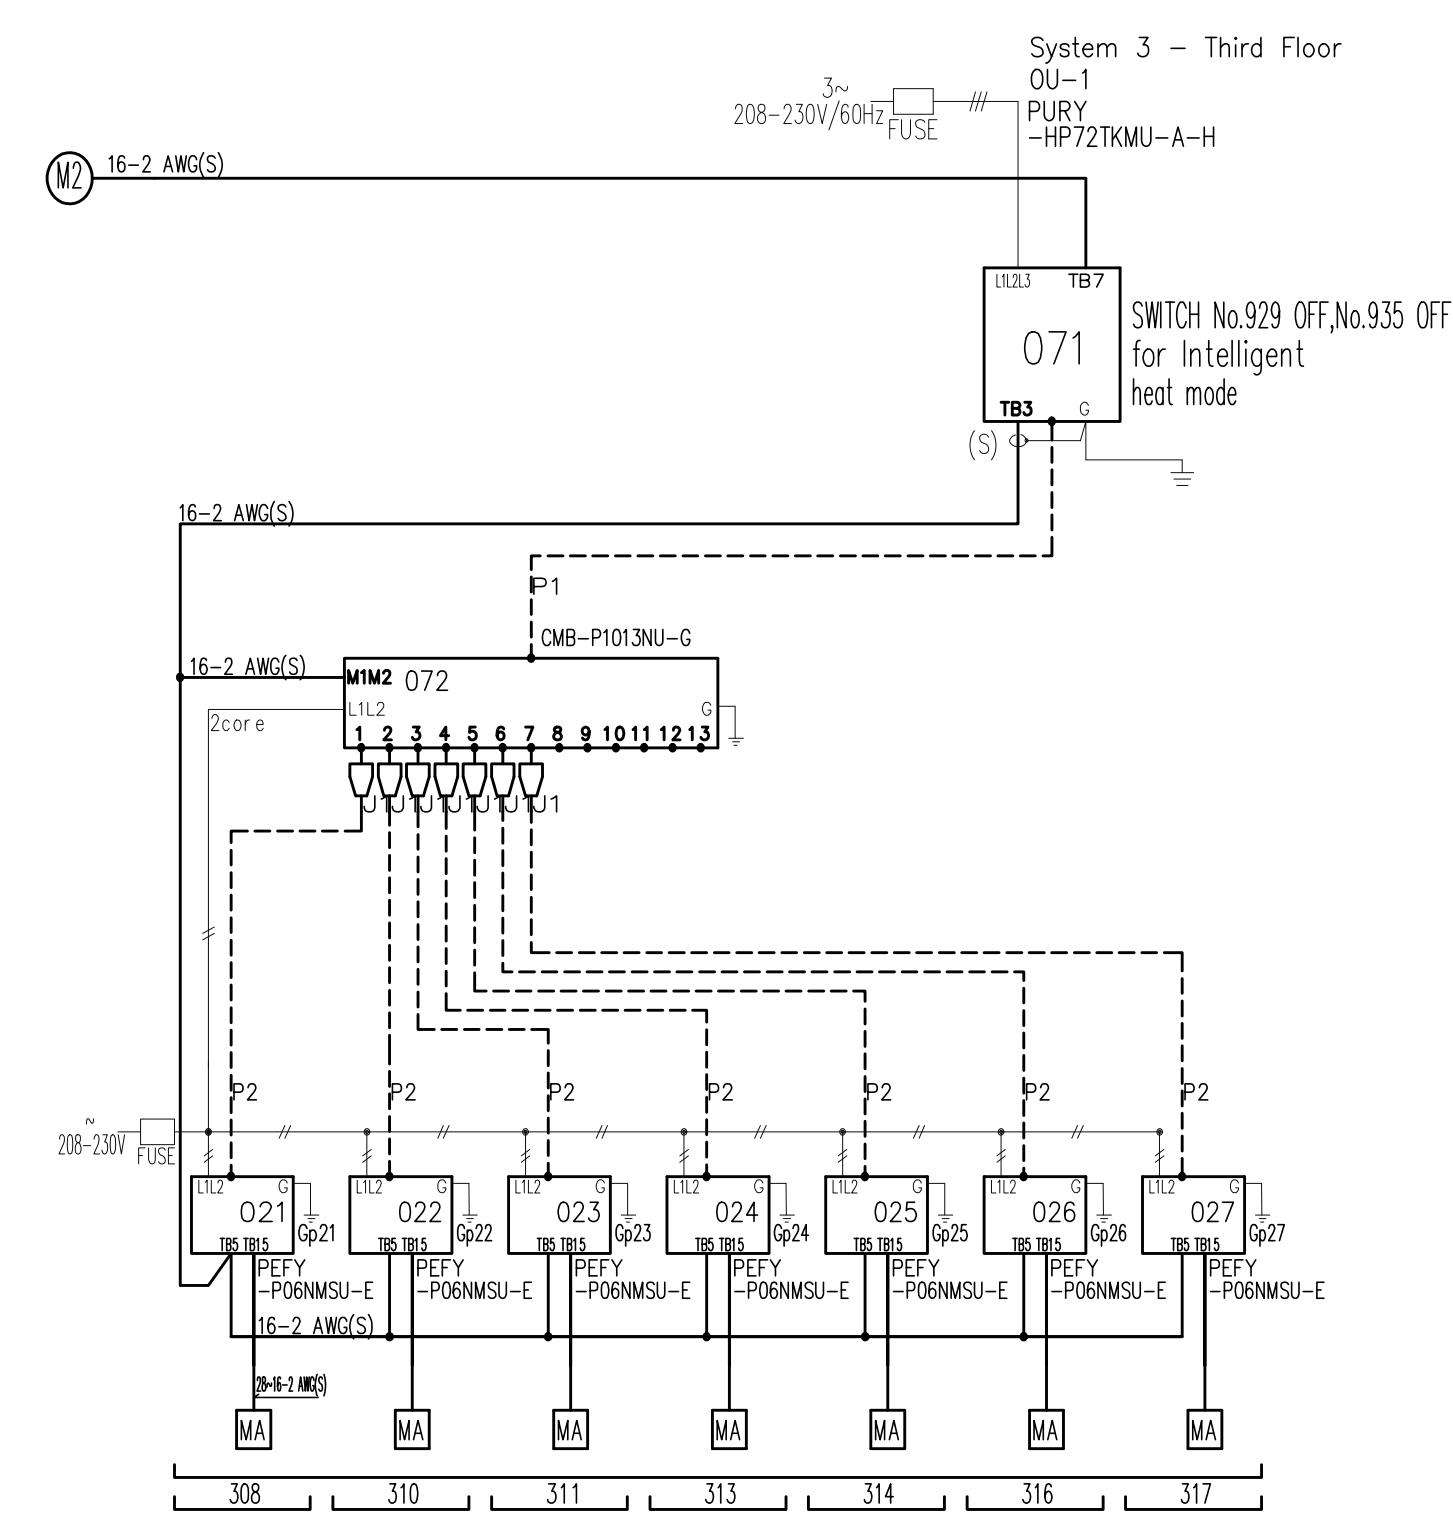 System 3 - Third Floor
OU-1
PURY
-HP72TKMU-A-H
3~
208-230V/60Hz
FUSE
M2
16-2 AWG(S)
L1L2L3 TB7
071
TB3 G
SWITCH No.929 OFF,No.935 OFF
for Intelligent
heat mode
(S)
16-2 AWG(S)
P1
CMB-P1013NU-G
16-2 AWG(S)
M1M2 072
L1L2 G
2core
1 2 3 4 5 6 7 8 9 10 11 12 13
J1 J1 J1 J1 J1 J1 J1
P2 P2 P2 P2 P2 P2 P2
~
208-230V
FUSE
L1L2 G L1L2 G L1L2 G L1L2 G L1L2 G L1L2 G L1L2 G
021 022 023 024 025 026 027
Gp21 Gp22 Gp23 Gp24 Gp25 Gp26 Gp27
TB5 TB15 TB5 TB15 TB5 TB15 TB5 TB15 TB5 TB15 TB5 TB15 TB5 TB15
PEFY PEFY PEFY PEFY PEFY PEFY PEFY
-P06NMSU-E -P06NMSU-E -P06NMSU-E -P06NMSU-E -P06NMSU-E -P06NMSU-E -P06NMSU-E
16-2 AWG(S)
28~16-2 AWG(S)
MA MA MA MA MA MA MA
308 310 311 313 314 316 317